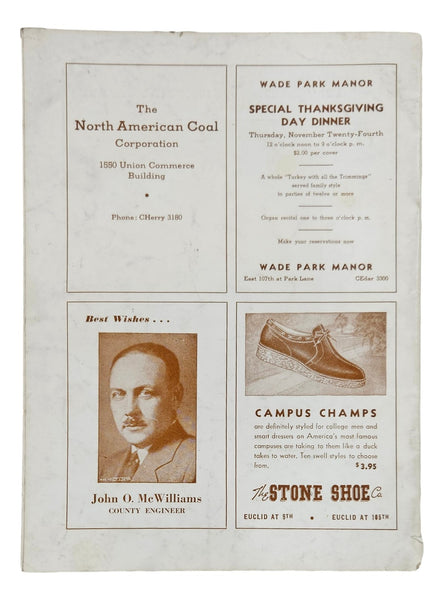 The
North American Coal
Corporation
1550 Union Commerce
Building
Phone: CHerry 3180
WADE PARK MANOR
SPECIAL THANKSGIVING
DAY DINNER
Thursday, November Twenty-Fourth
12 o'clock noon to 9 o'clock p. m.
$2.00 per cover
A whole "Turkey with all the Trimmings"
served family style
in parties of twelve or more
Organ recital one to three o'clock p. m.
Make your reservations now
WADE PARK MANOR
East 107th at Park Lane CEdar 3300
Best Wishes . . .
John O. McWilliams
COUNTY ENGINEER
CAMPUS CHAMPS
are definitely styled for college men and
smart dressers on America's most famous
campuses are taking to them like a duck
takes to water. Ten swell styles to choose
from. $3.95
The STONE SHOE Co.
EUCLID AT 9TH • EUCLID AT 105TH